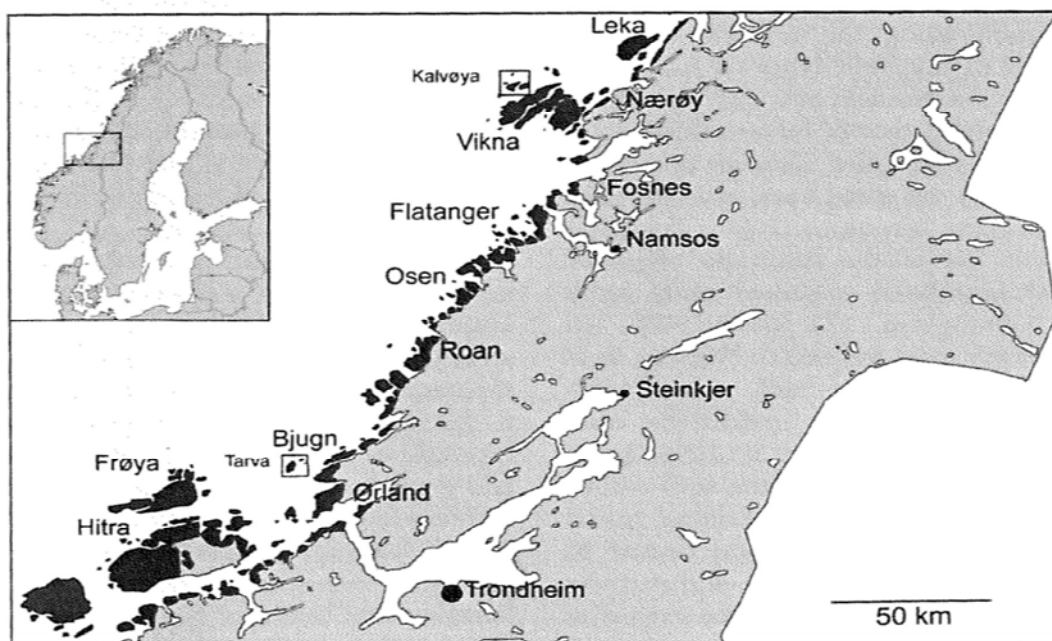 Leka
Kalvøya
Nærøy
Vikna
Fosnes
Flatanger
Namsos
Osen
Roan
Steinkjer
Bjugn
Tarva
Frøya
Ørland
Hitra
Trondheim
50 km